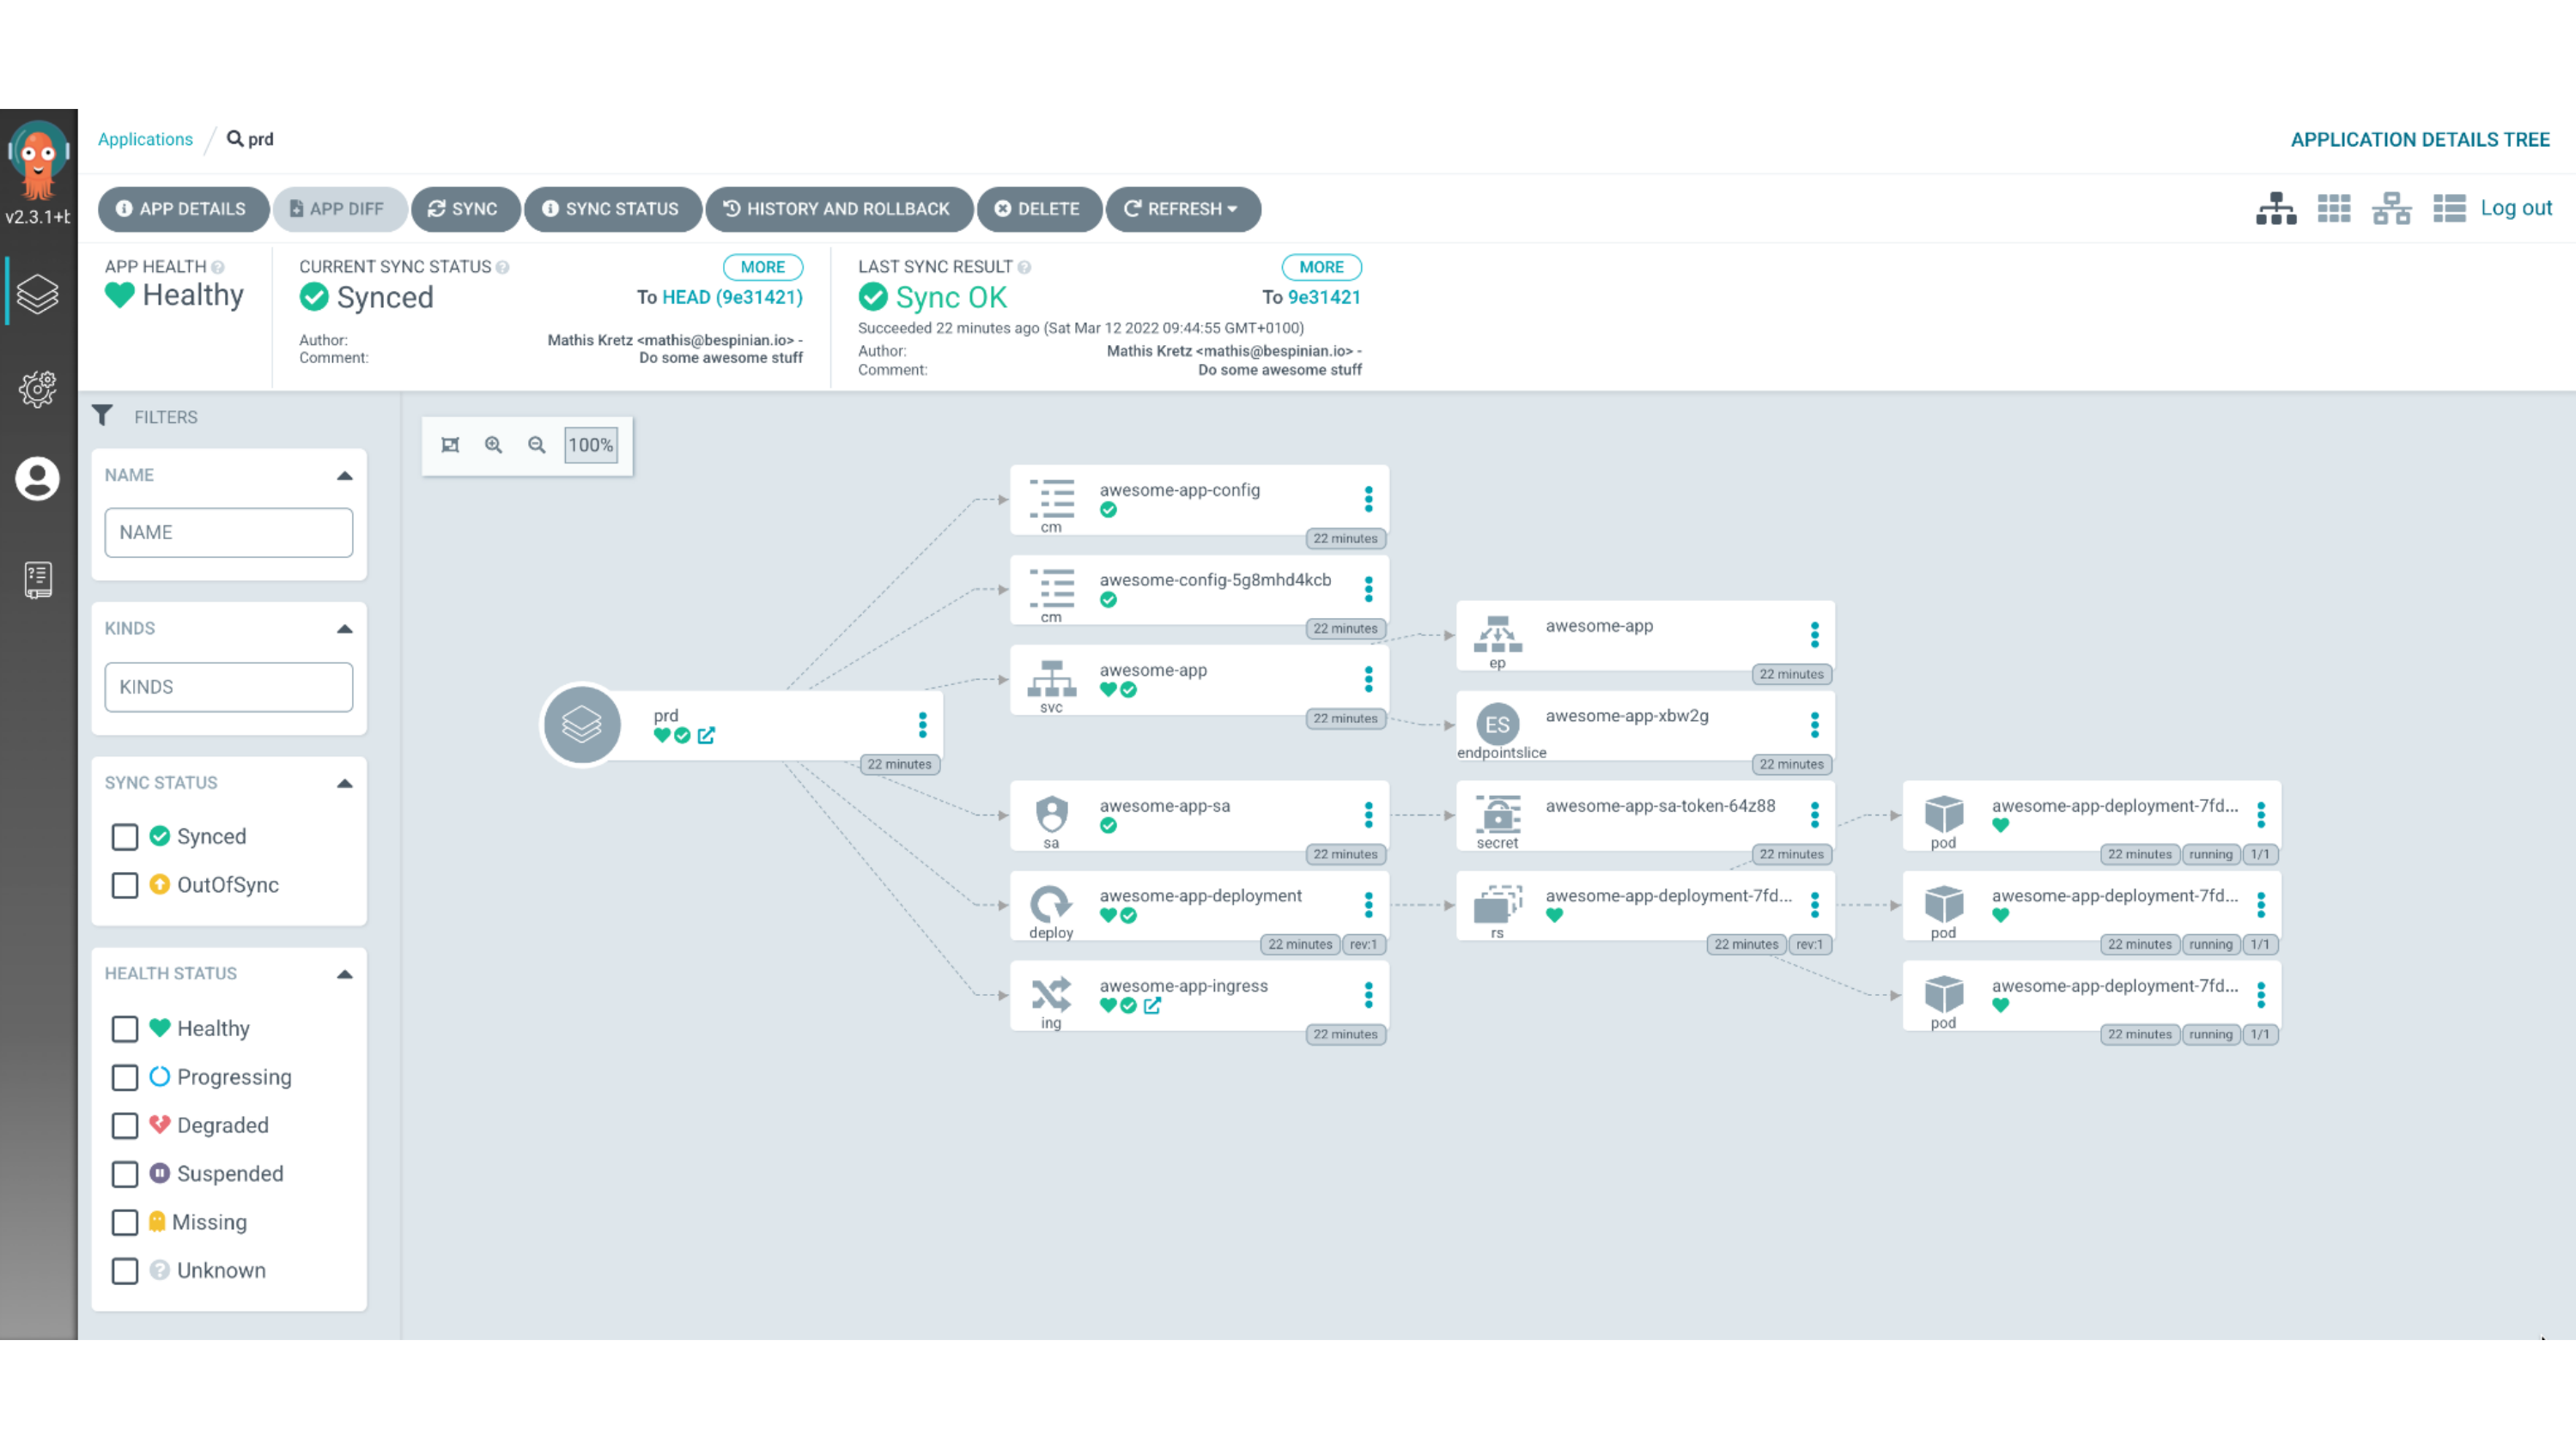 Applications / prd
APPLICATION DETAILS TREE
v2.3.1+b
APP DETAILS
APP DIFF
SYNC
SYNC STATUS
HISTORY AND ROLLBACK
DELETE
REFRESH
Log out
APP HEALTH
Healthy
CURRENT SYNC STATUS
MORE
Synced
To HEAD (9e31421)
Author:
Mathis Kretz <mathis@bespinian.io> -
Comment:
Do some awesome stuff
LAST SYNC RESULT
MORE
Sync OK
To 9e31421
Succeeded 22 minutes ago (Sat Mar 12 2022 09:44:55 GMT+0100)
Author:
Mathis Kretz <mathis@bespinian.io> -
Comment:
Do some awesome stuff
FILTERS
NAME
NAME
KINDS
KINDS
SYNC STATUS
Synced
OutOfSync
HEALTH STATUS
Healthy
Progressing
Degraded
Suspended
Missing
Unknown
100%
prd
22 minutes
awesome-app-config
cm
22 minutes
awesome-config-5g8mhd4kcb
cm
22 minutes
awesome-app
svc
22 minutes
awesome-app-sa
sa
22 minutes
awesome-app-deployment
deploy
22 minutes rev:1
awesome-app-ingress
ing
22 minutes
awesome-app
ep
22 minutes
awesome-app-xbw2g
ES
endpointslice
22 minutes
awesome-app-sa-token-64z88
secret
22 minutes
awesome-app-deployment-7fd...
rs
22 minutes rev:1
awesome-app-deployment-7fd...
pod
22 minutes running 1/1
awesome-app-deployment-7fd...
pod
22 minutes running 1/1
awesome-app-deployment-7fd...
pod
22 minutes running 1/1